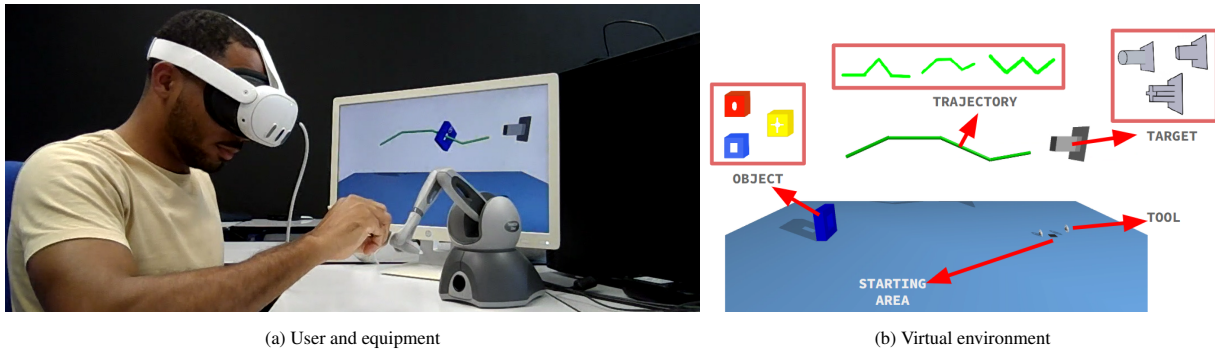 TRAJECTORY
TARGET
OBJECT
TOOL
STARTING
AREA
(a) User and equipment
(b) Virtual environment